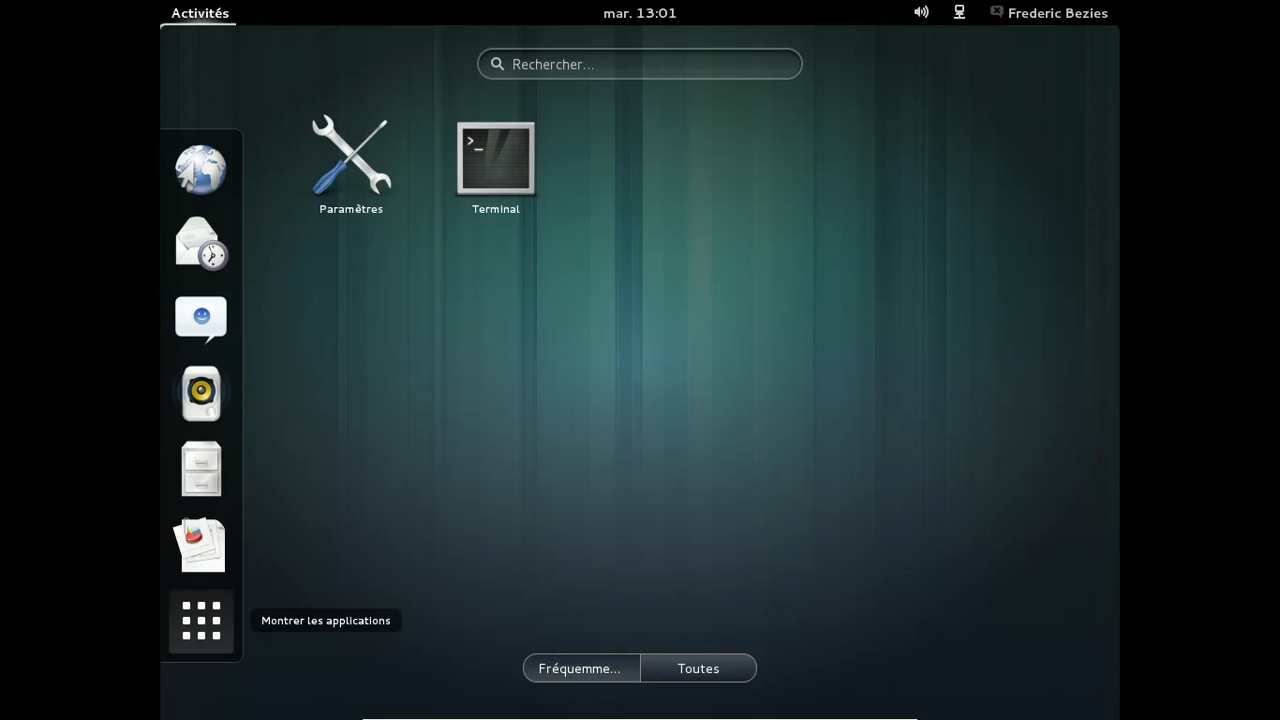 Activités
mar. 13:01
Frederic Bezies
Rechercher...
>_
Paramètres
Terminal
Montrer les applications
Fréquemme...
Toutes